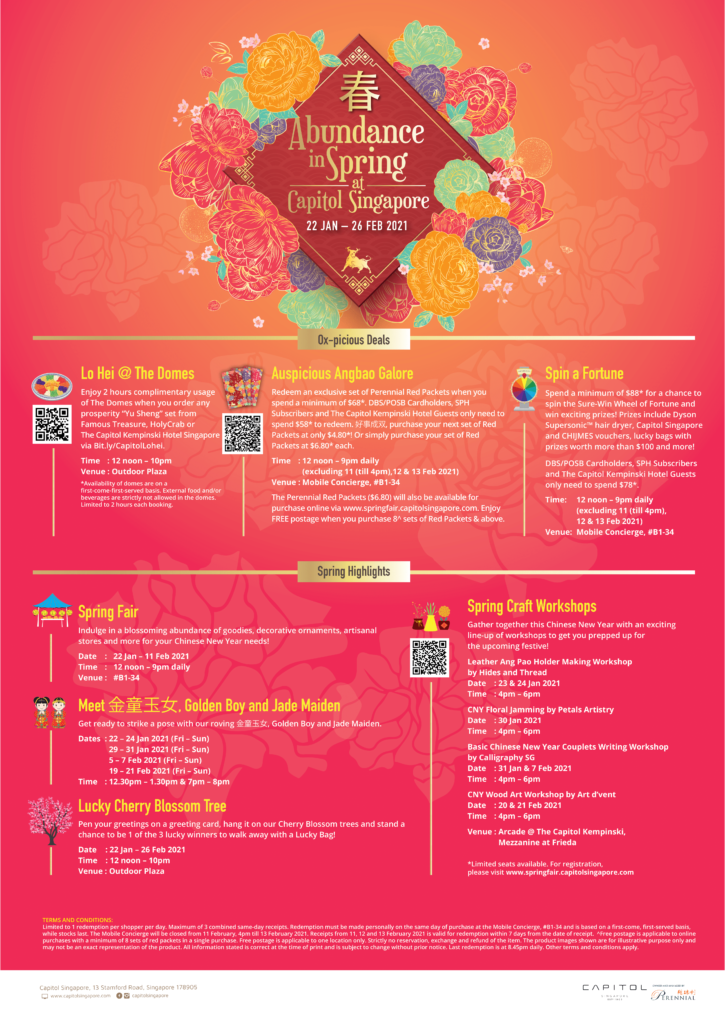 春
Abundance
in Spring
at
Capitol Singapore
22 JAN – 26 FEB 2021
Ox-picious Deals
Lo Hei @ The Domes
Enjoy 2 hours complimentary usage
of The Domes when you order any
prosperity "Yu Sheng" set from
Famous Treasure, HolyCrab or
The Capitol Kempinski Hotel Singapore
via Bit.ly/CapitolLohei.
Time : 12 noon – 10pm
Venue : Outdoor Plaza
*Availability of domes are on a
first-come-first-served basis. External food and/or
beverages are strictly not allowed in the domes.
Limited to 2 hours each booking.
Auspicious Angbao Galore
Redeem an exclusive set of Perennial Red Packets when you
spend a minimum of $68*. DBS/POSB Cardholders, SPH
Subscribers and The Capitol Kempinski Hotel Guests only need to
spend $58* to redeem. 好事成双, purchase your next set of Red
Packets at only $4.80*! Or simply purchase your set of Red
Packets at $6.80* each.
Time : 12 noon – 9pm daily
(excluding 11 (till 4pm),12 & 13 Feb 2021)
Venue : Mobile Concierge, #B1-34
The Perennial Red Packets ($6.80) will also be available for
purchase online via www.springfair.capitolsingapore.com. Enjoy
FREE postage when you purchase 8^ sets of Red Packets & above.
Spin a Fortune
Spend a minimum of $88* for a chance to
spin the Sure-Win Wheel of Fortune and
win exciting prizes! Prizes include Dyson
Supersonic™ hair dryer, Capitol Singapore
and CHIJMES vouchers, lucky bags with
prizes worth more than $100 and more!
DBS/POSB Cardholders, SPH Subscribers
and The Capitol Kempinski Hotel Guests
only need to spend $78*.
Time: 12 noon – 9pm daily
(excluding 11 (till 4pm),
12 & 13 Feb 2021)
Venue: Mobile Concierge, #B1-34
Spring Highlights
Spring Fair
Indulge in a blossoming abundance of goodies, decorative ornaments, artisanal
stores and more for your Chinese New Year needs!
Date : 22 Jan – 11 Feb 2021
Time : 12 noon – 9pm daily
Venue : #B1-34
Meet 金童玉女, Golden Boy and Jade Maiden
Get ready to strike a pose with our roving 金童玉女, Golden Boy and Jade Maiden.
Dates : 22 – 24 Jan 2021 (Fri – Sun)
29 – 31 Jan 2021 (Fri – Sun)
5 – 7 Feb 2021 (Fri – Sun)
19 – 21 Feb 2021 (Fri – Sun)
Time : 12.30pm – 1.30pm & 7pm – 8pm
Lucky Cherry Blossom Tree
Pen your greetings on a greeting card, hang it on our Cherry Blossom trees and stand a
chance to be 1 of the 3 lucky winners to walk away with a Lucky Bag!
Date : 22 Jan – 26 Feb 2021
Time : 12 noon – 10pm
Venue : Outdoor Plaza
Spring Craft Workshops
Gather together this Chinese New Year with an exciting
line-up of workshops to get you prepped up for
the upcoming festive!
Leather Ang Pao Holder Making Workshop
by Hides and Thread
Date : 23 & 24 Jan 2021
Time : 4pm – 6pm
CNY Floral Jamming by Petals Artistry
Date : 30 Jan 2021
Time : 4pm – 6pm
Basic Chinese New Year Couplets Writing Workshop
by Calligraphy SG
Date : 31 Jan & 7 Feb 2021
Time : 4pm – 6pm
CNY Wood Art Workshop by Art d'vent
Date : 20 & 21 Feb 2021
Time : 4pm – 6pm
Venue : Arcade @ The Capitol Kempinski,
Mezzanine at Frieda
*Limited seats available. For registration,
please visit www.springfair.capitolsingapore.com
TERMS AND CONDITIONS:
Limited to 1 redemption per shopper per day. Maximum of 3 combined same-day receipts. Redemption must be made personally on the same day of purchase at the Mobile Concierge, #B1-34 and is based on a first-come, first-served basis,
while stocks last. The Mobile Concierge will be closed from 11 February, 4pm till 13 February 2021. Receipts from 11, 12 and 13 February 2021 is valid for redemption within 7 days from the date of receipt. ^Free postage is applicable to online
purchases with a minimum of 8 sets of red packets in a single purchase. Free postage is applicable to one location only. Strictly no reservation, exchange and refund of the item. The product images shown are for illustrative purpose only and
may not be an exact representation of the product. All information stated is correct at the time of print and is subject to change without prior notice. Last redemption is at 8.45pm daily. Other terms and conditions apply.
Capitol Singapore, 13 Stamford Road, Singapore 178905
www.capitolsingapore.com capitolsingapore
CAPITOL
PERENNIAL